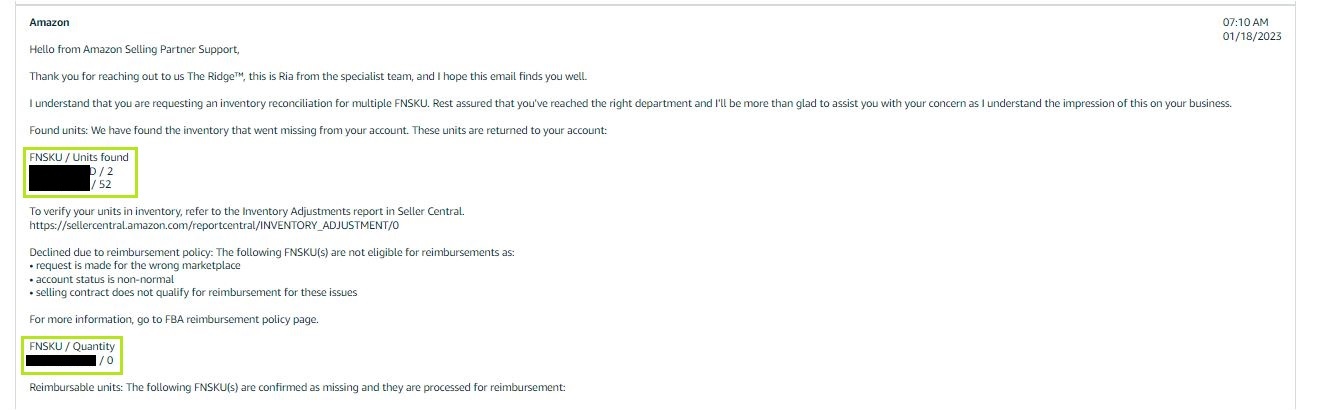 Amazon
07:10 AM
01/18/2023
Hello from Amazon Selling Partner Support,
Thank you for reaching out to us The Ridge™, this is Ria from the specialist team, and I hope this email finds you well.
I understand that you are requesting an inventory reconciliation for multiple FNSKU. Rest assured that you've reached the right department and I'll be more than glad to assist you with your concern as I understand the impression of this on your business.
Found units: We have found the inventory that went missing from your account. These units are returned to your account:
FNSKU / Units found
/ 2
/ 52
To verify your units in inventory, refer to the Inventory Adjustments report in Seller Central.
https://sellercentral.amazon.com/reportcentral/INVENTORY_ADJUSTMENT/0
Declined due to reimbursement policy: The following FNSKU(s) are not eligible for reimbursements as:
• request is made for the wrong marketplace
• account status is non-normal
• selling contract does not qualify for reimbursement for these issues
For more information, go to FBA reimbursement policy page.
FNSKU / Quantity
/ 0
Reimbursable units: The following FNSKU(s) are confirmed as missing and they are processed for reimbursement: